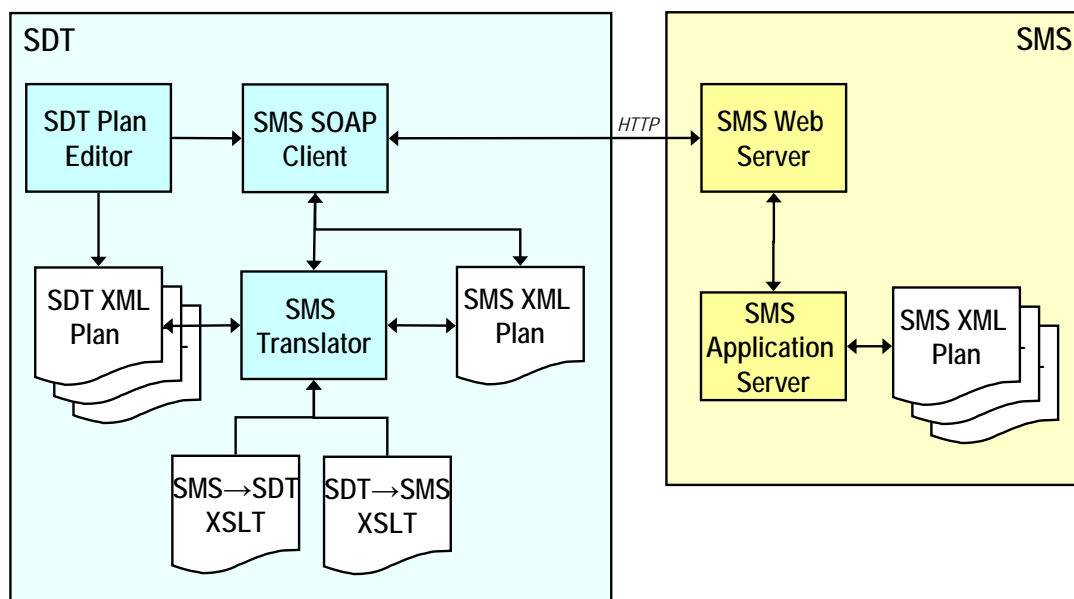 SDT
SMS
SDT Plan
Editor
SMS SOAP
Client
HTTP
SMS Web
Server
SDT XML
Plan
SMS
Translator
SMS XML
Plan
SMS
Application
Server
SMS XML
Plan
SMS→SDT
XSLT
SDT→SMS
XSLT